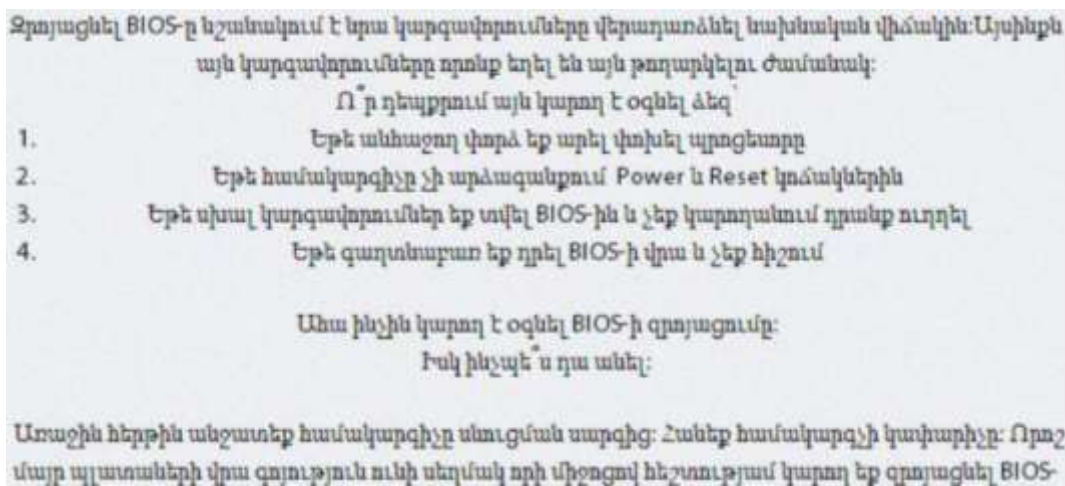 Զրոյացնել BIOS-ը նշանակում է նրա կարգավորումները վերադառձնել նախնական վիճակին:Այսինքն
այն կարգավորումները որոնք եղել են այն թողարկելու ժամանակ:
Ո՞ր դեպքրում այն կարող է օգնել ձեզ՝
1. Եթե անհաջող փորձ եք արել փոխել պրոցեսորը
2. Եթե համակարգիչը չի արձագանքում Power և Reset կոճակներին
3. Եթե սխալ կարգավորումներ եք տվել BIOS-ին և չեք կարողանում դրանք ուղղել
4. Եթե գաղտնաբառ եք դրել BIOS-ի վրա և չեք հիշում
Ահա ինչին կարող է օգնել BIOS-ի զրոյացումը:
Իսկ ինչպե՞ս դա անել:
Առաջին հերթին անջատեք համակարգիչը սնուցման սարգից: Հանեք համակարգչի կափարիչը: Որոշ
մայր պլատաների վրա գոյություն ունի սեղմակ որի միջոցով հեշտությամ կարող եք զրոյացնել BIOS-